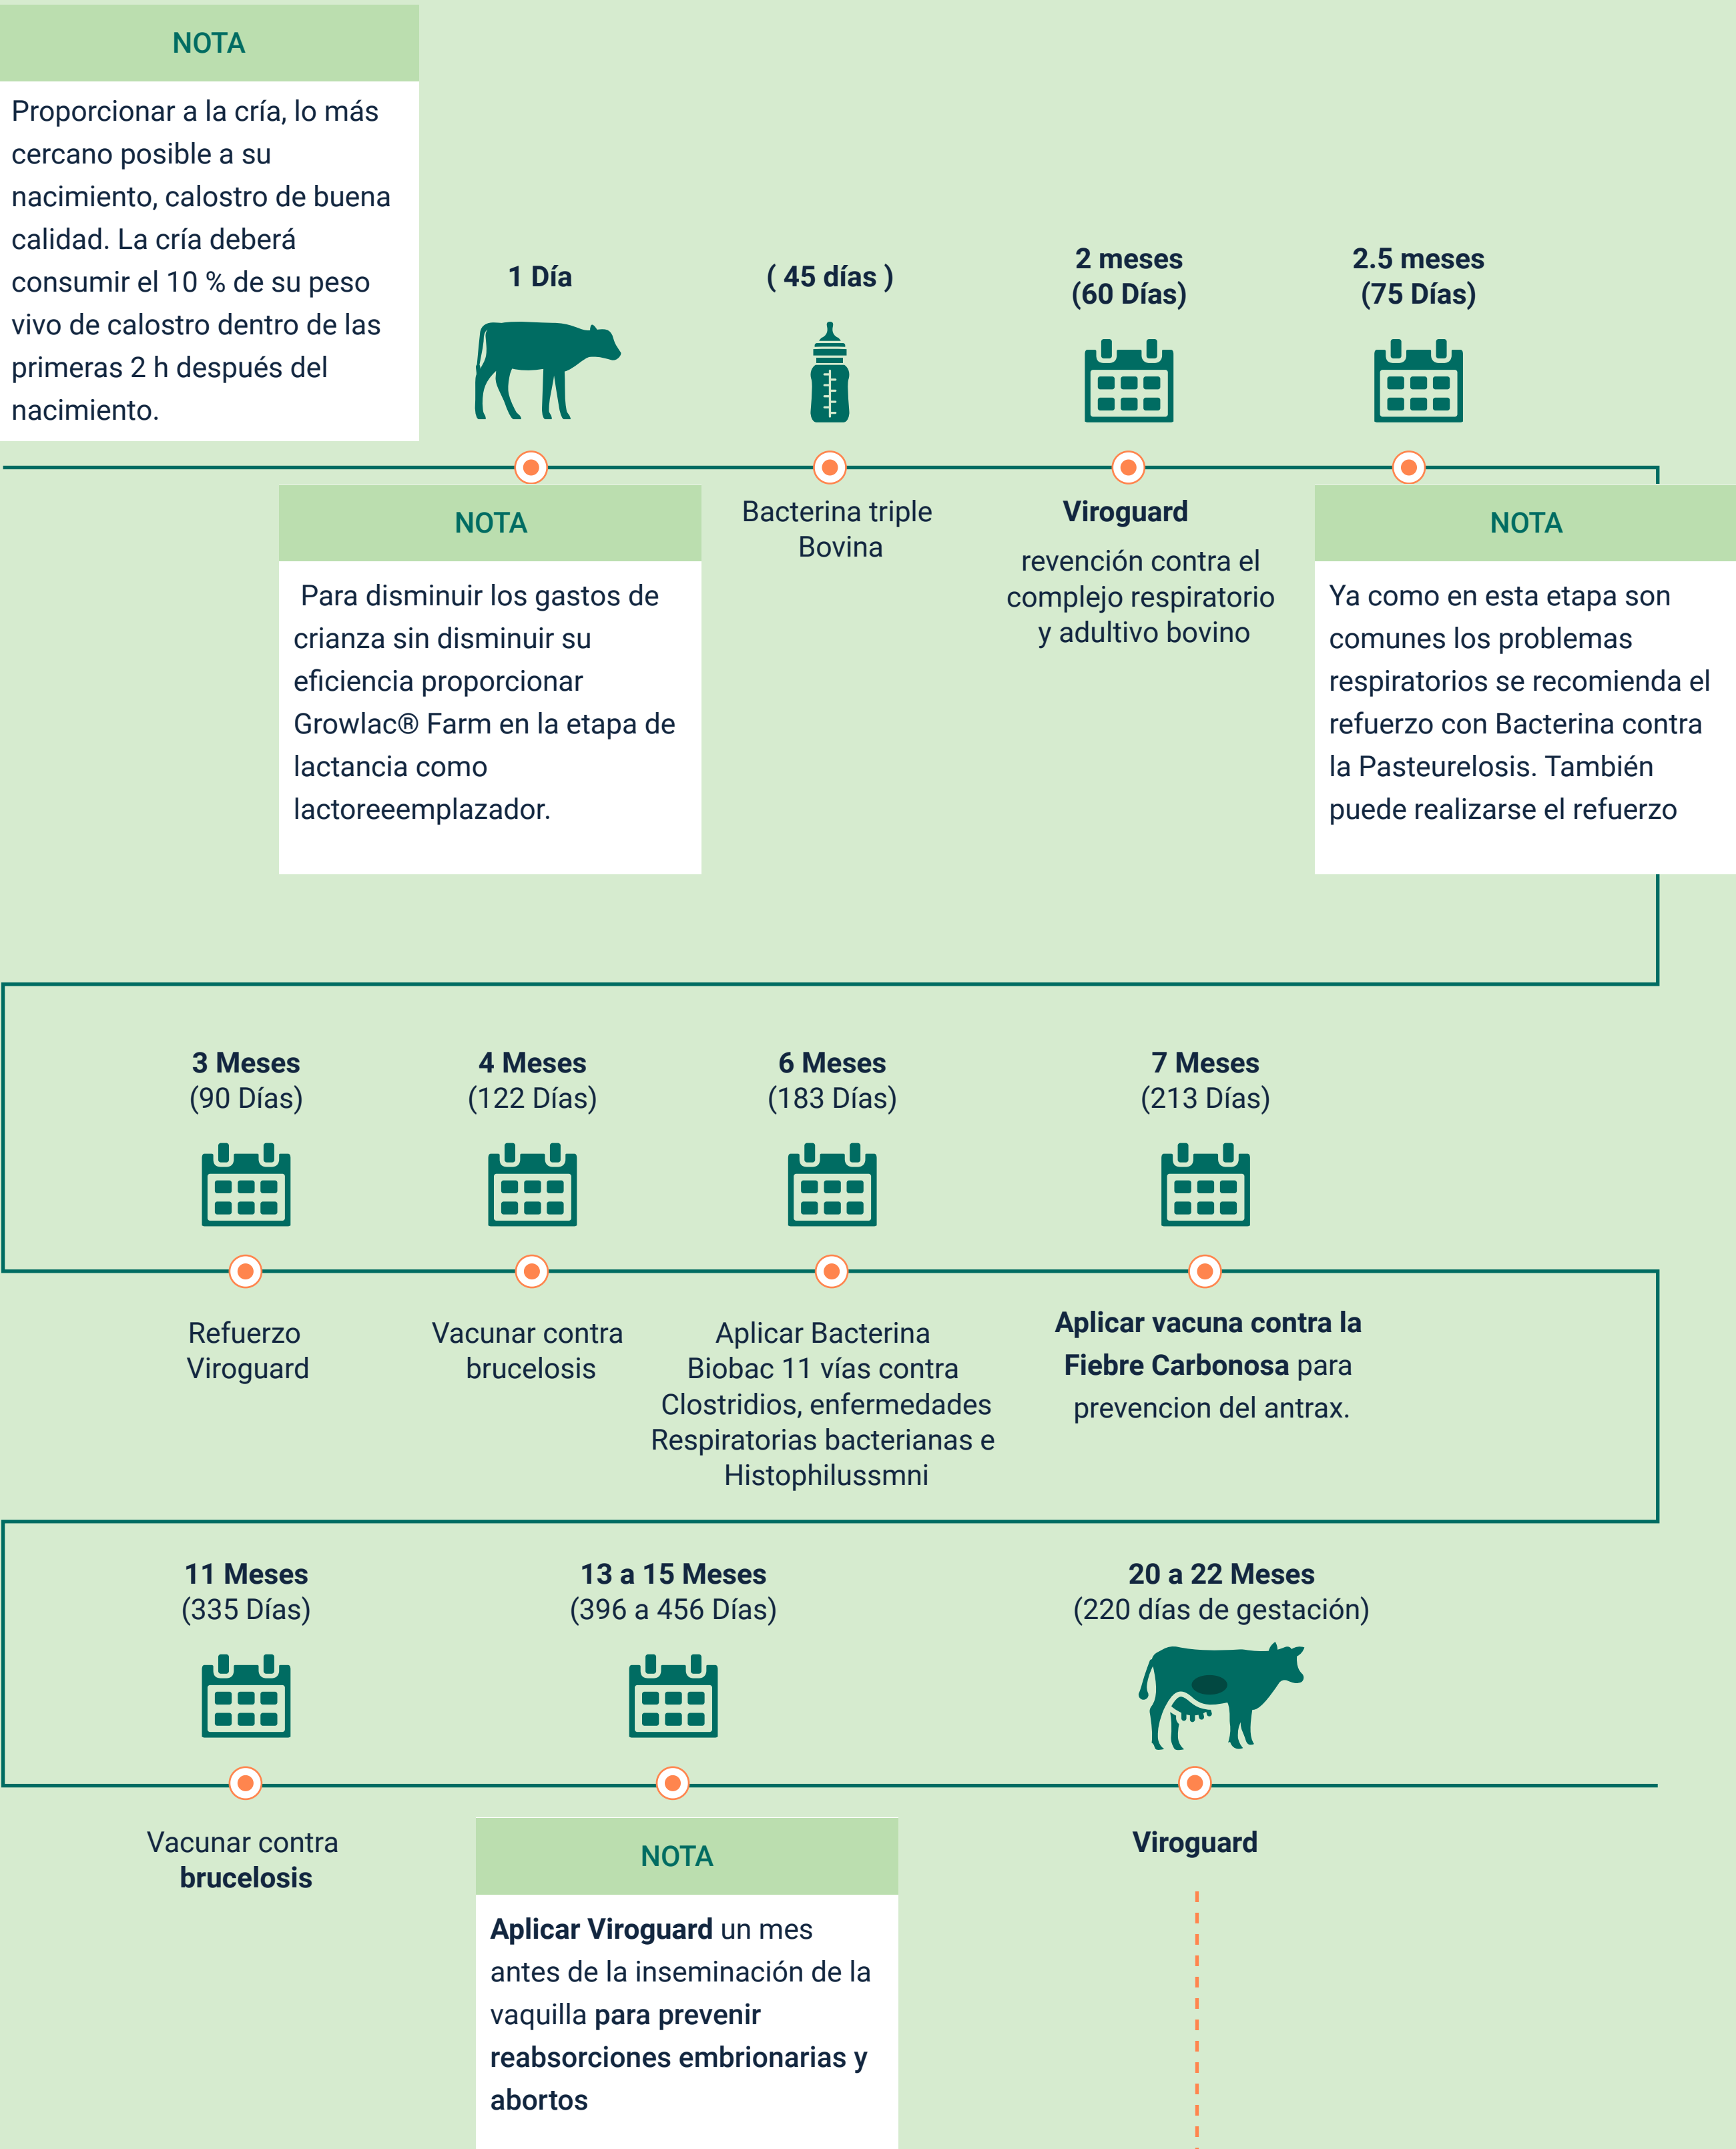 NOTA
Proporcionar a la cría, lo más
cercano posible a su
nacimiento, calostro de buena
calidad. La cría deberá
consumir el 10 % de su peso
vivo de calostro dentro de las
primeras 2 h después del
nacimiento.
1 Día
( 45 días )
2 meses
(60 Días)
2.5 meses
(75 Días)
NOTA
Para disminuir los gastos de
crianza sin disminuir su
eficiencia proporcionar
Growlac® Farm en la etapa de
lactancia como
lactoreeemplazador.
Bacterina triple
Bovina
Viroguard
revención contra el
complejo respiratorio
y adultivo bovino
NOTA
Ya como en esta etapa son
comunes los problemas
respiratorios se recomienda el
refuerzo con Bacterina contra
la Pasteurelosis. También
puede realizarse el refuerzo
3 Meses
(90 Días)
4 Meses
(122 Días)
6 Meses
(183 Días)
7 Meses
(213 Días)
Refuerzo
Viroguard
Vacunar contra
brucelosis
Aplicar Bacterina
Biobac 11 vías contra
Clostridios, enfermedades
Respiratorias bacterianas e
Histophilussmni
Aplicar vacuna contra la
Fiebre Carbonosa para
prevencion del antrax.
11 Meses
(335 Días)
13 a 15 Meses
(396 a 456 Días)
20 a 22 Meses
(220 días de gestación)
Vacunar contra
brucelosis
NOTA
Aplicar Viroguard un mes
antes de la inseminación de la
vaquilla para prevenir
reabsorciones embrionarias y
abortos
Viroguard